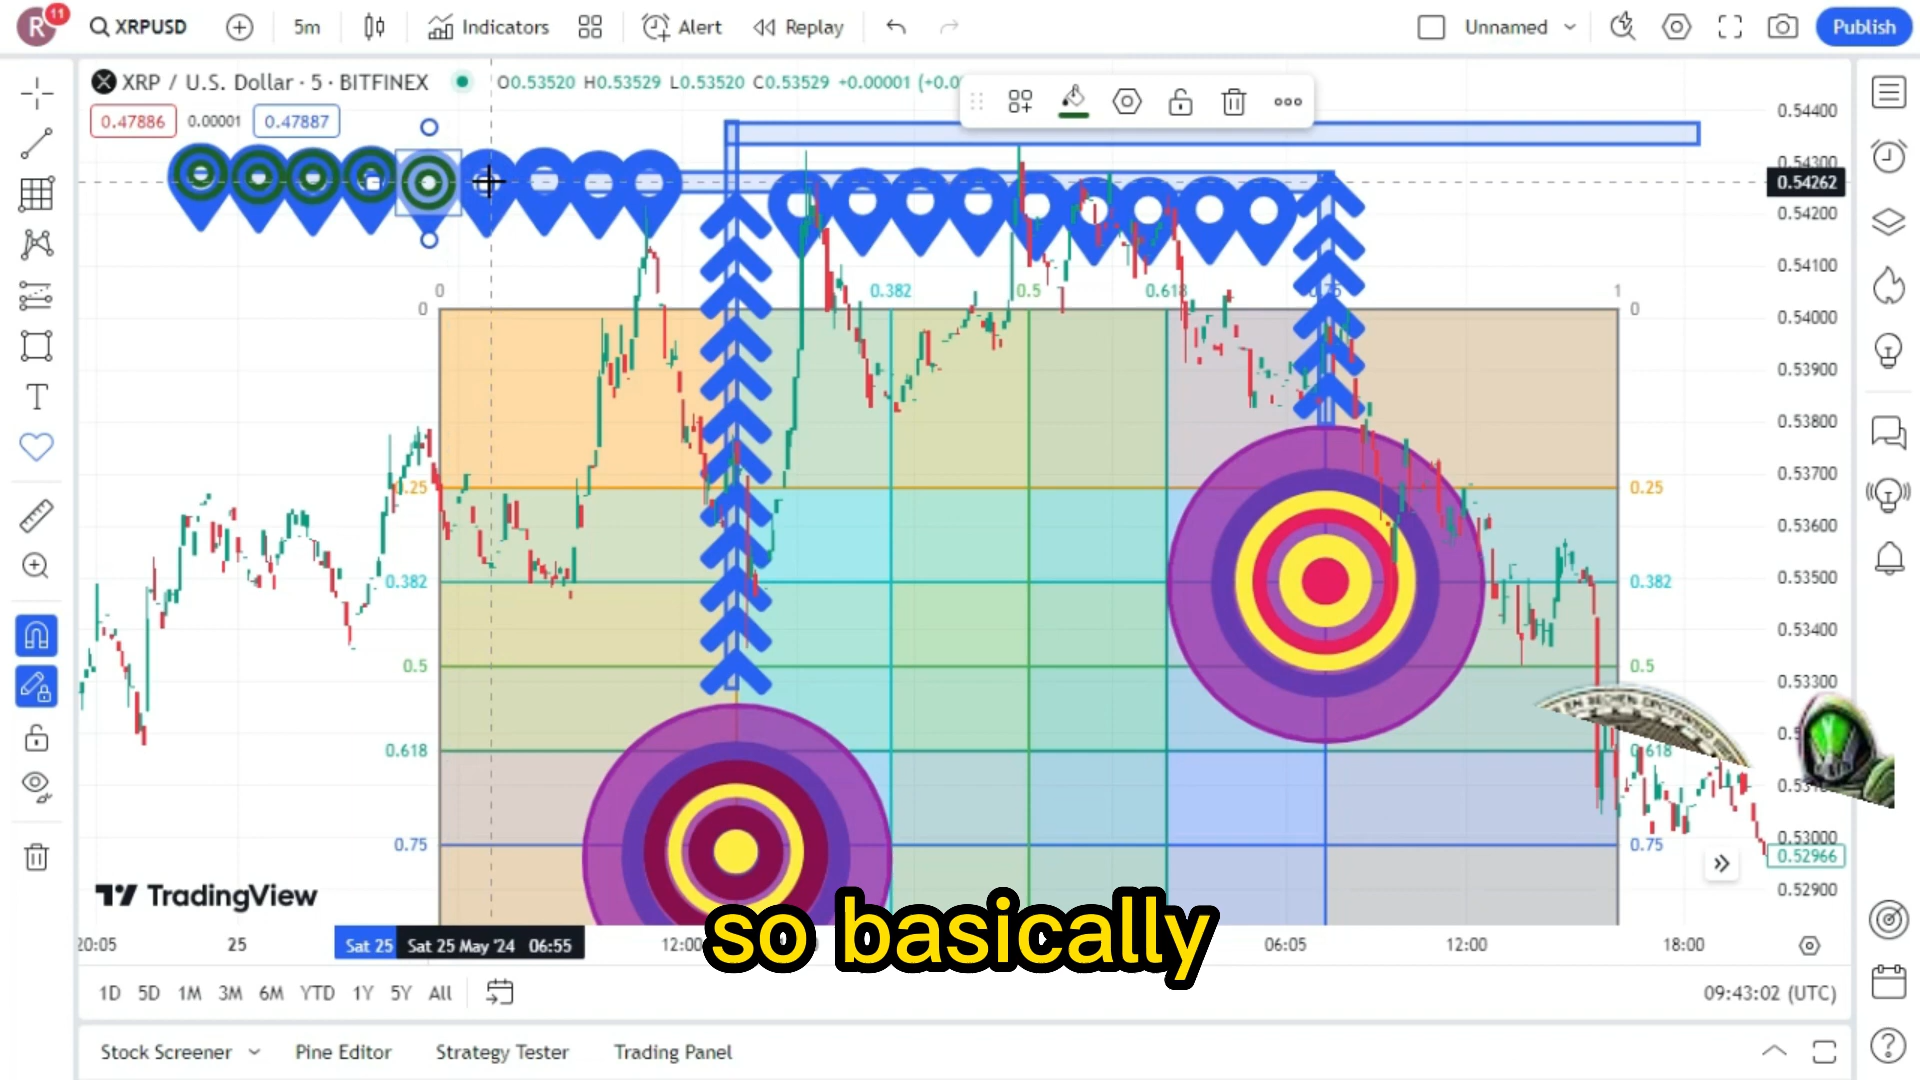 R
11
XRPUSD
5m
Indicators
Alert
Replay
Unnamed
Publish
XRP / U.S. Dollar · 5 · BITFINEX
O0.53520 H0.53529 L0.53520 C0.53529 +0.00001
0.47886
0.00001
0.47887
0.54400
0.54300
0.54262
0.54200
0.54100
0.54000
0.53900
0.53800
0.53700
0.53600
0.53500
0.53400
0.53300
0.53000
0.52966
0.52900
0
0.382
0.5
0.618
1
0
0
0.25
0.25
0.382
0.382
0.5
0.5
0.618
0.618
0.75
0.75
TradingView
so basically
20:05
25
Sat 25
Sat 25 May '24 06:55
12:00
06:05
12:00
18:00
1D 5D 1M 3M 6M YTD 1Y 5Y All
09:43:02 (UTC)
Stock Screener
Pine Editor
Strategy Tester
Trading Panel